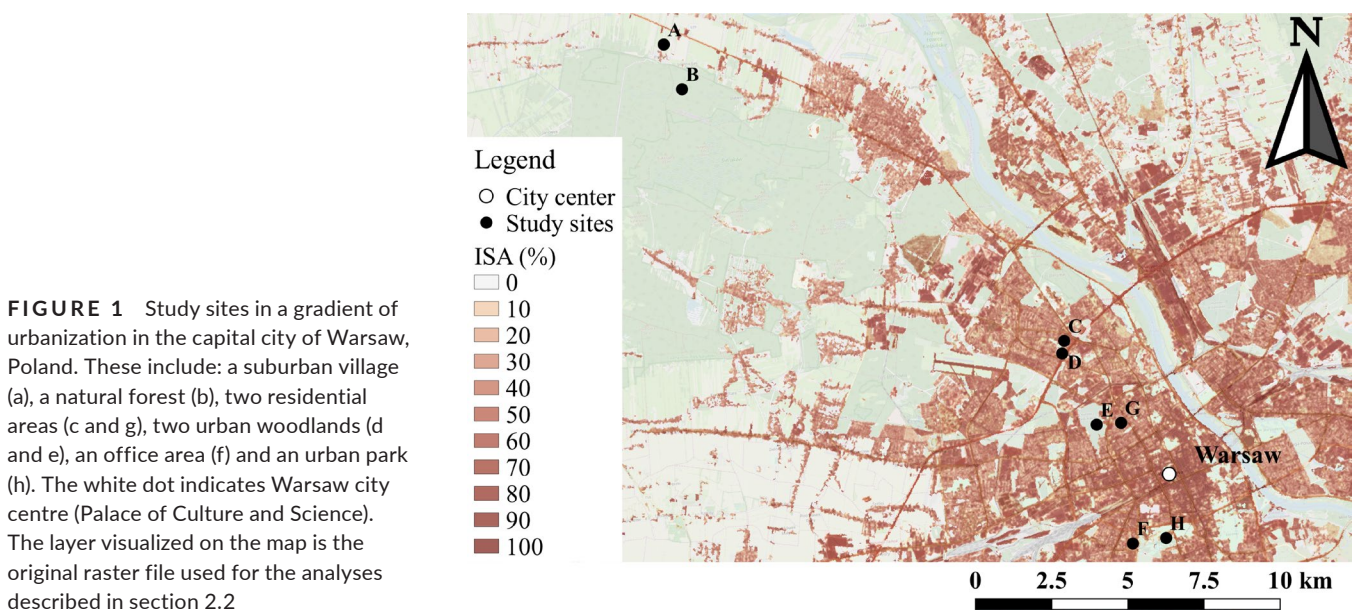 FIGURE 1 Study sites in a gradient of
urbanization in the capital city of Warsaw,
Poland. These include: a suburban village
(a), a natural forest (b), two residential
areas (c and g), two urban woodlands (d
and e), an office area (f) and an urban park
(h). The white dot indicates Warsaw city
centre (Palace of Culture and Science).
The layer visualized on the map is the
original raster file used for the analyses
described in section 2.2
A
B
N
Legend
City center
Study sites
ISA (%)
0
10
20
30
40
50
60
70
80
90
100
C
D
E G
Warsaw
F H
0 2.5 5 7.5 10 km